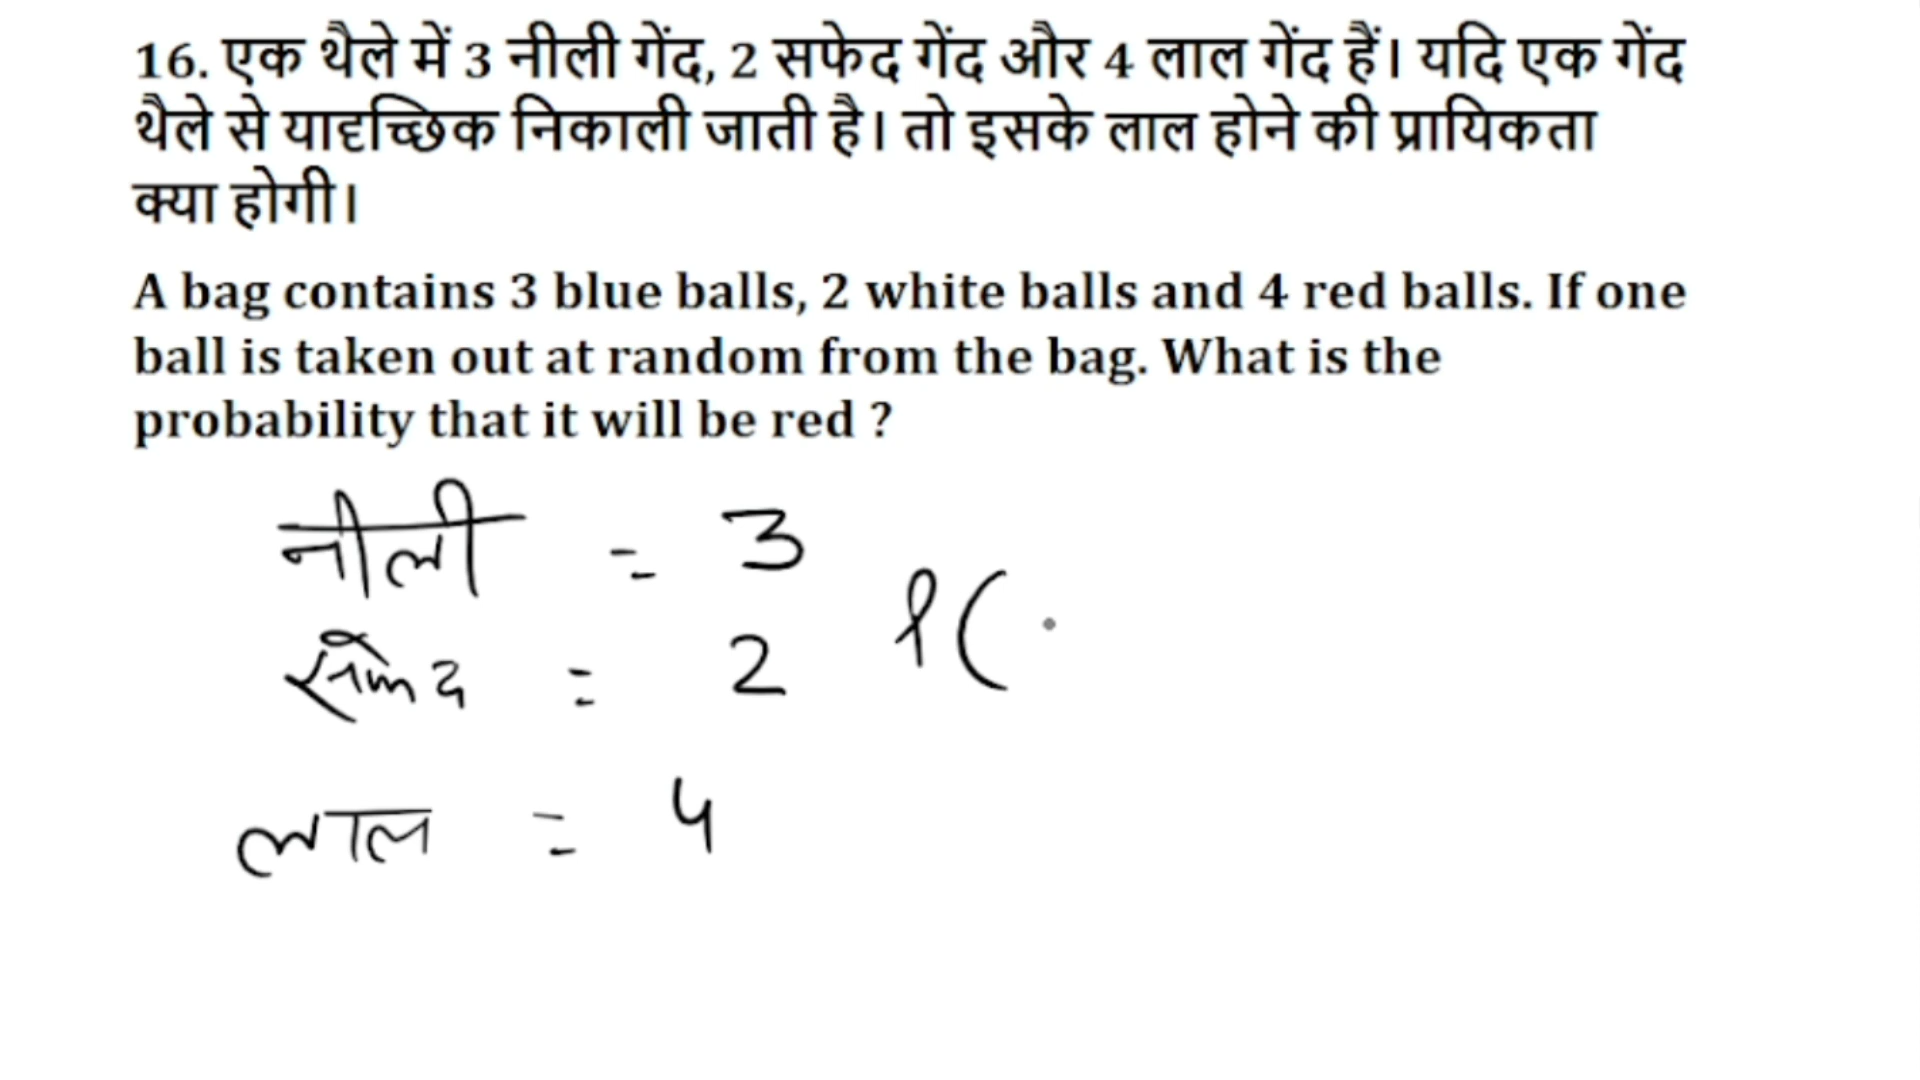 16. एक थैले में 3 नीली गेंद, 2 सफेद गेंद और 4 लाल गेंद हैं। यदि एक गेंद
थैले से यादृच्छिक निकाली जाती है। तो इसके लाल होने की प्रायिकता
क्या होगी।
A bag contains 3 blue balls, 2 white balls and 4 red balls. If one
ball is taken out at random from the bag. What is the
probability that it will be red ?
नीली = 3
सफेद = 2 P(
लाल = 4